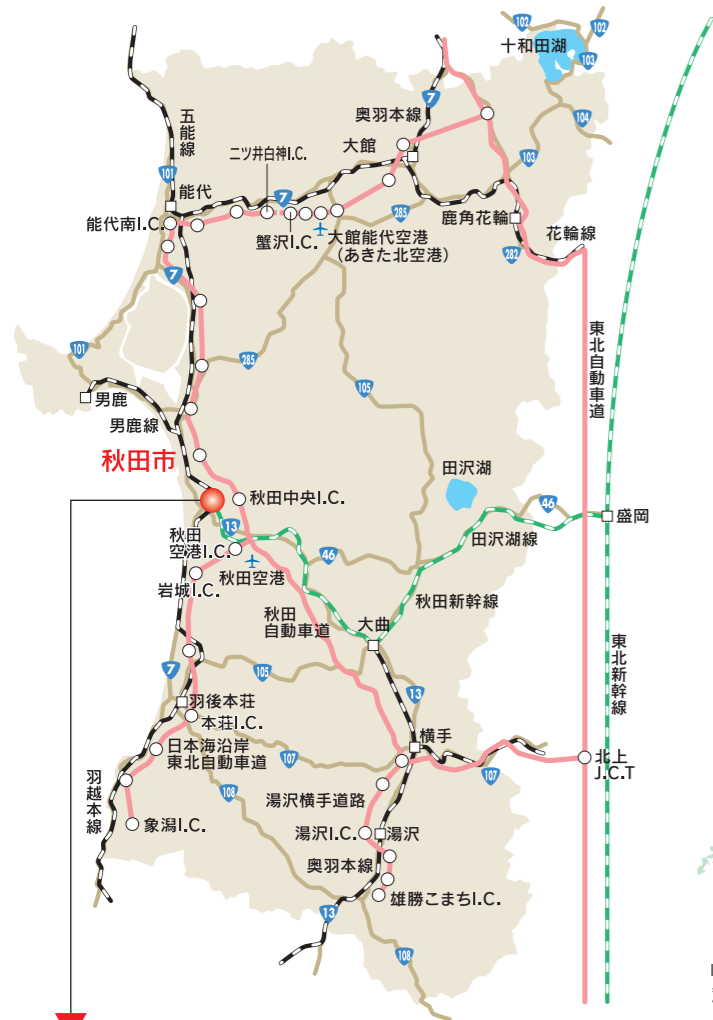 102
102
十和田湖
103
奥羽本線
7
五能線
104
大館
二ツ井白神I.C.
103
101
能代
7
285
鹿角花輪
能代南I.C.
蟹沢I.C.
大館能代空港
(あきた北空港)
花輪線
282
7
東北自動車道
101
285
105
男鹿
男鹿線
秋田市
田沢湖
秋田中央I.C.
46
盛岡
13
秋田
空港I.C.
46
田沢湖線
秋田空港
岩城I.C.
秋田新幹線
秋田
自動車道
大曲
東北新幹線
7
105
13
羽後本荘
本荘I.C.
横手
日本海沿岸
東北自動車道
107
107
北上
J.C.T
羽越本線
108
湯沢横手道路
象潟I.C.
湯沢I.C.
湯沢
奥羽本線
雄勝こまちI.C.
13
108